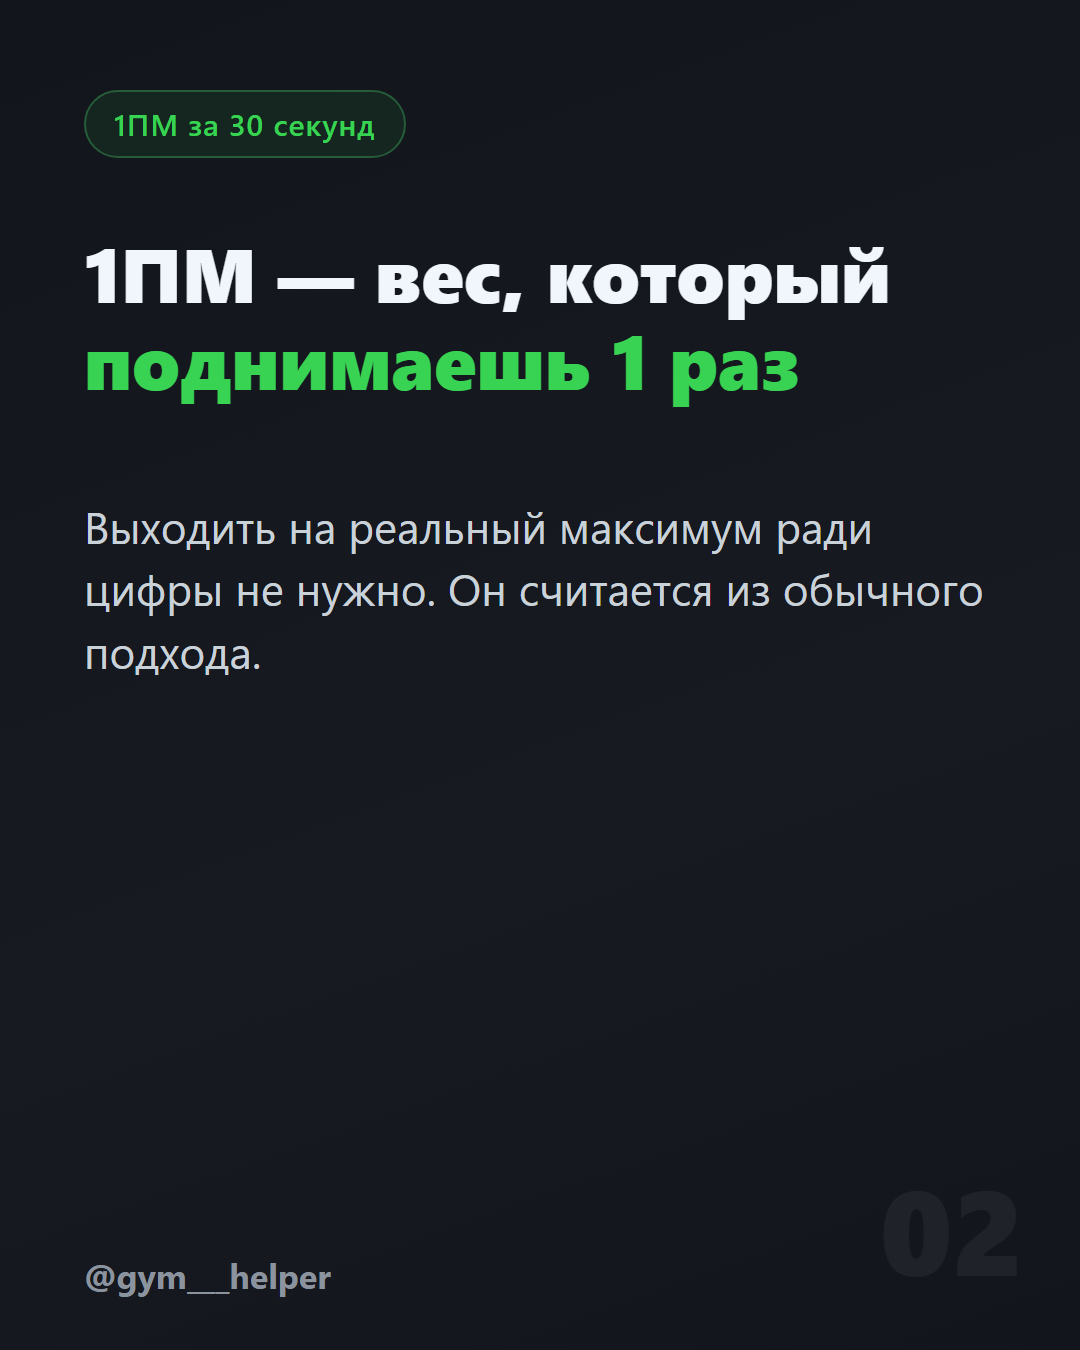 1ПМ за 30 секунд
1ПМ — вес, который
поднимаешь 1 раз
Выходить на реальный максимум ради
цифры не нужно. Он считается из обычного
подхода.
02
@gym___helper